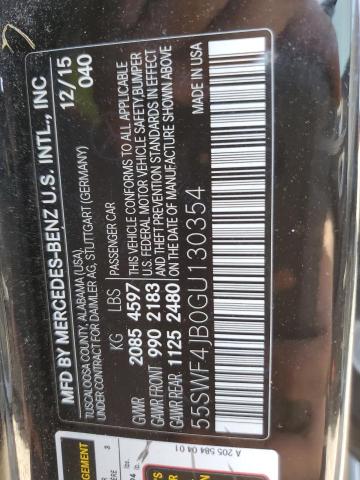 MFD BY MERCEDES-BENZ U.S. INTL., INC
TUSCALOOSA COUNTY, ALABAMA (USA),
UNDER CONTRACT FOR DAIMLER AG, STUTTGART (GERMANY)
12/15
040
KG LBS PASSENGER CAR
GVWR 2085 4597
GAWR FRONT 990 2183
GAWR REAR 1125 2480
THIS VEHICLE CONFORMS TO ALL APPLICABLE
U.S. FEDERAL MOTOR VEHICLE SAFETY, BUMPER,
AND THEFT PREVENTION STANDARDS IN EFFECT
ON THE DATE OF MANUFACTURE SHOWN ABOVE
55SWF4JB0GU130354
A 205 584 04 01
3
lbs.